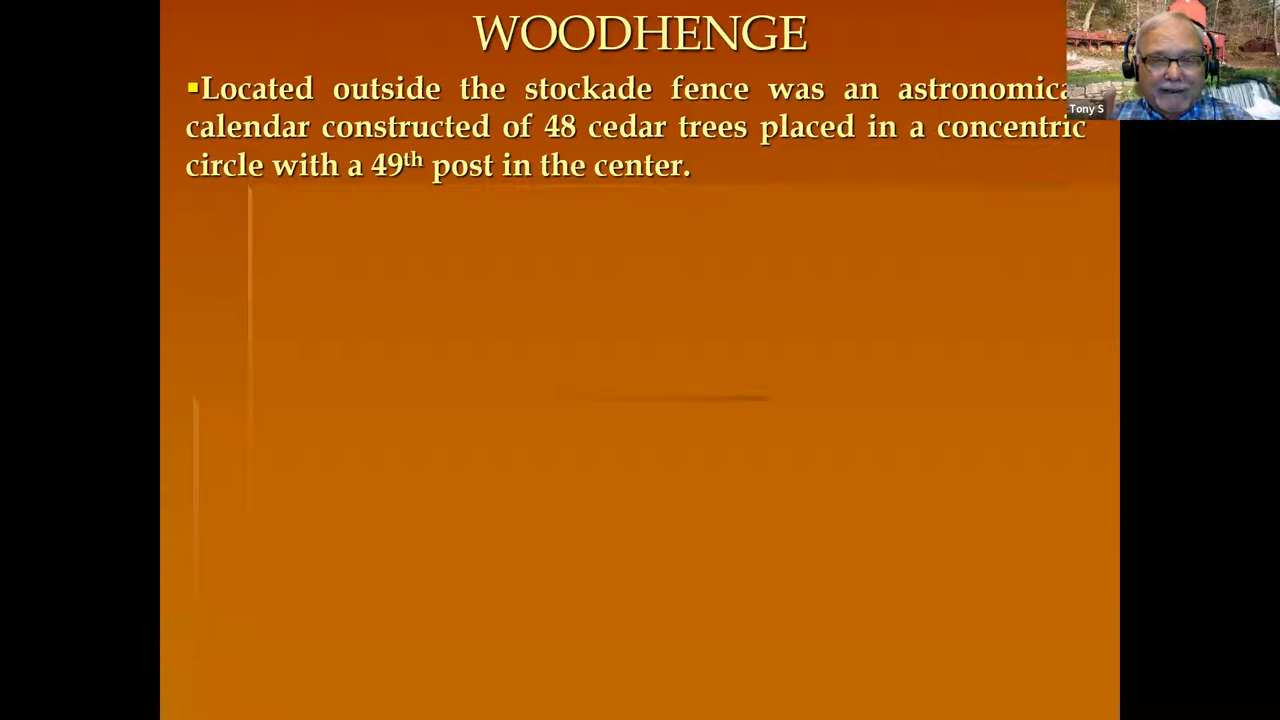 WOODHENGE
▪Located outside the stockade fence was an astronomica
calendar constructed of 48 cedar trees placed in a concentric
circle with a 49th post in the center.
Tony S